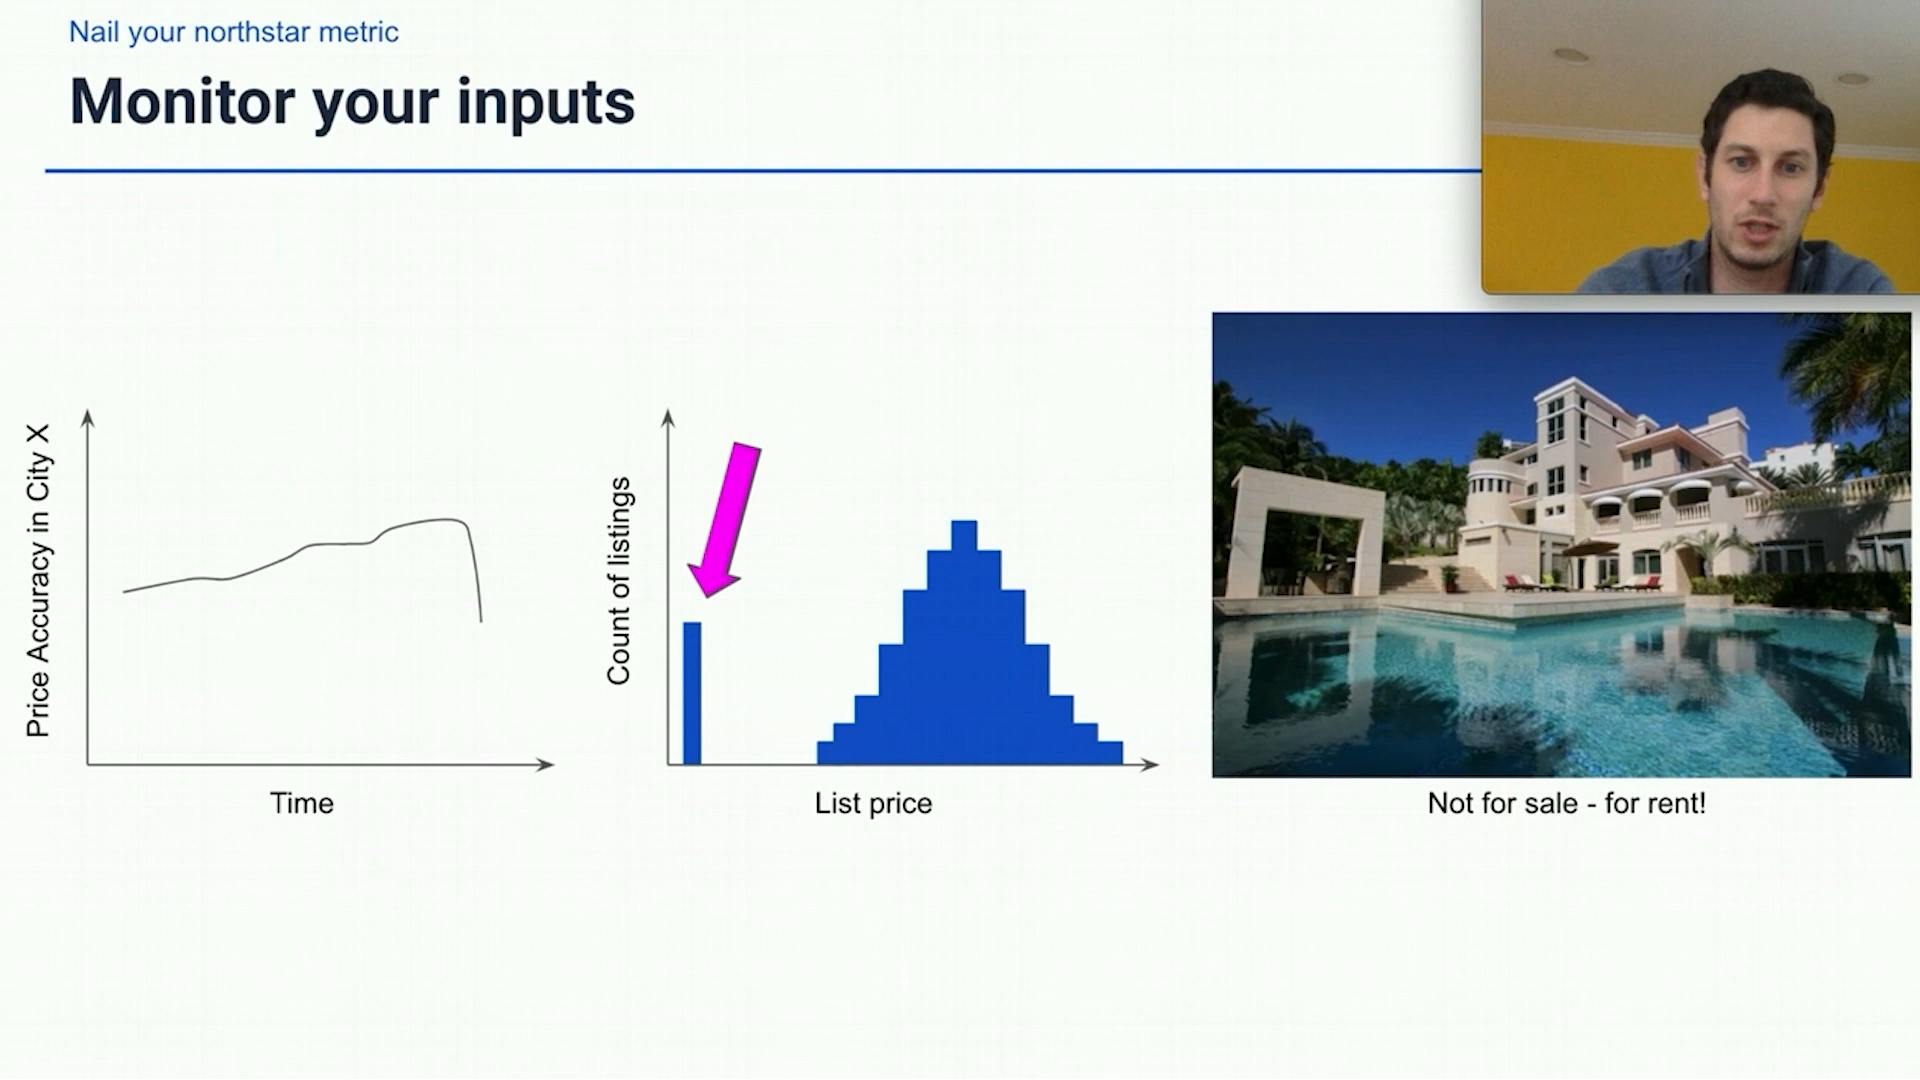 Nail your northstar metric
Monitor your inputs
Price Accuracy in City X
Time
Count of listings
List price
Not for sale - for rent!